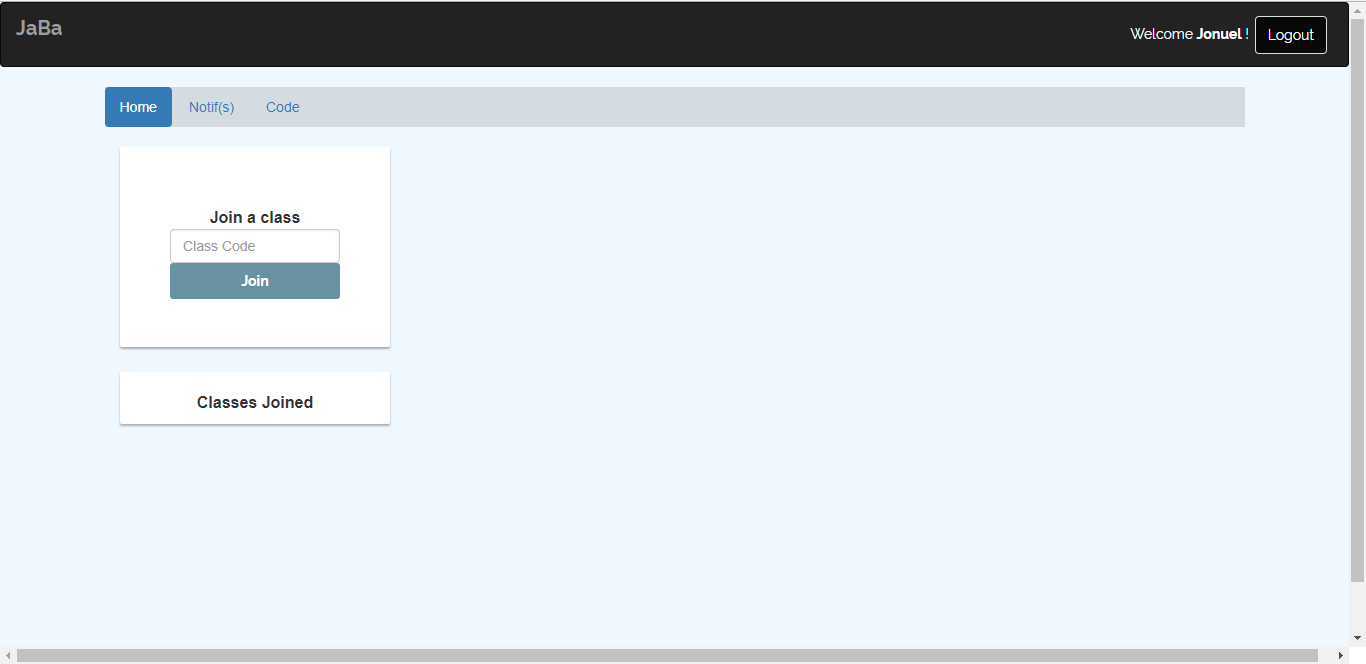 JaBa
Welcome Jonuel ! Logout
Home Notif(s) Code
Join a class
Class Code
Join
Classes Joined